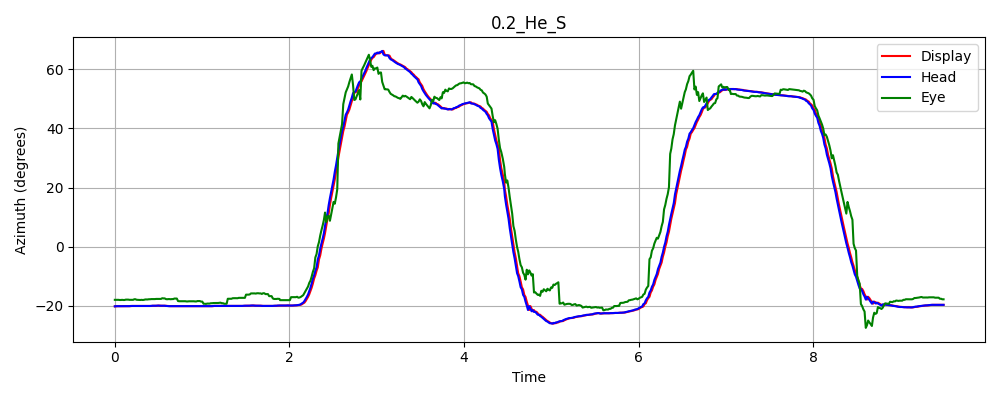 0.2_He_S
Display
Head
Eye
Azimuth (degrees)
60
40
20
0
−20
0 2 4 6 8
Time